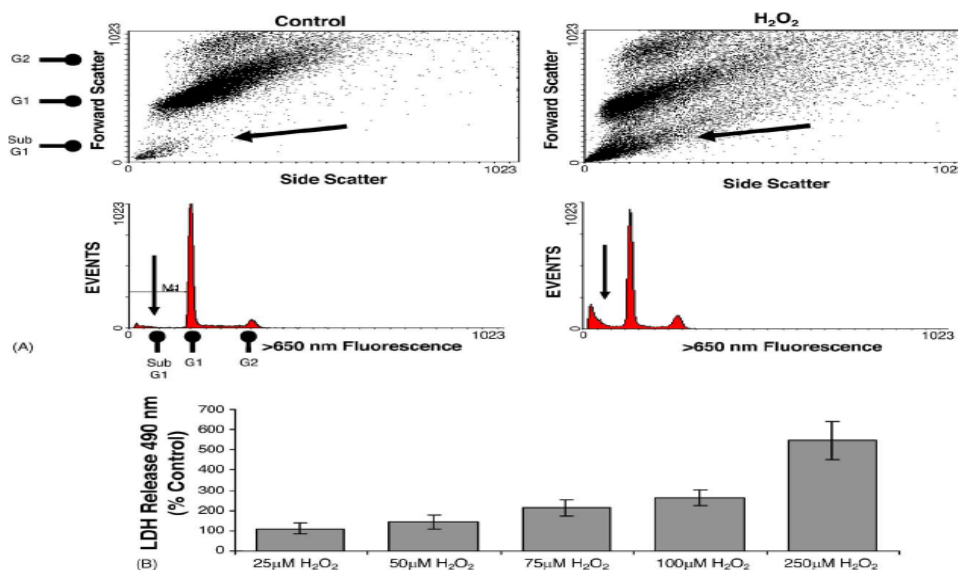 Control
H₂O₂
G2
G1
Sub
G1
Forward Scatter
1023
0
0
1023
Side Scatter
Forward Scatter
1023
0
0
1023
Side Scatter
EVENTS
1023
0
0
1023
>650 nm Fluorescence
Sub
G1
G1
G2
EVENTS
1023
0
0
1023
>650 nm Fluorescence
(A)
LDH Release 490 nm
(% Control)
700
600
500
400
300
200
100
0
25µM H₂O₂
50µM H₂O₂
75µM H₂O₂
100µM H₂O₂
250µM H₂O₂
(B)